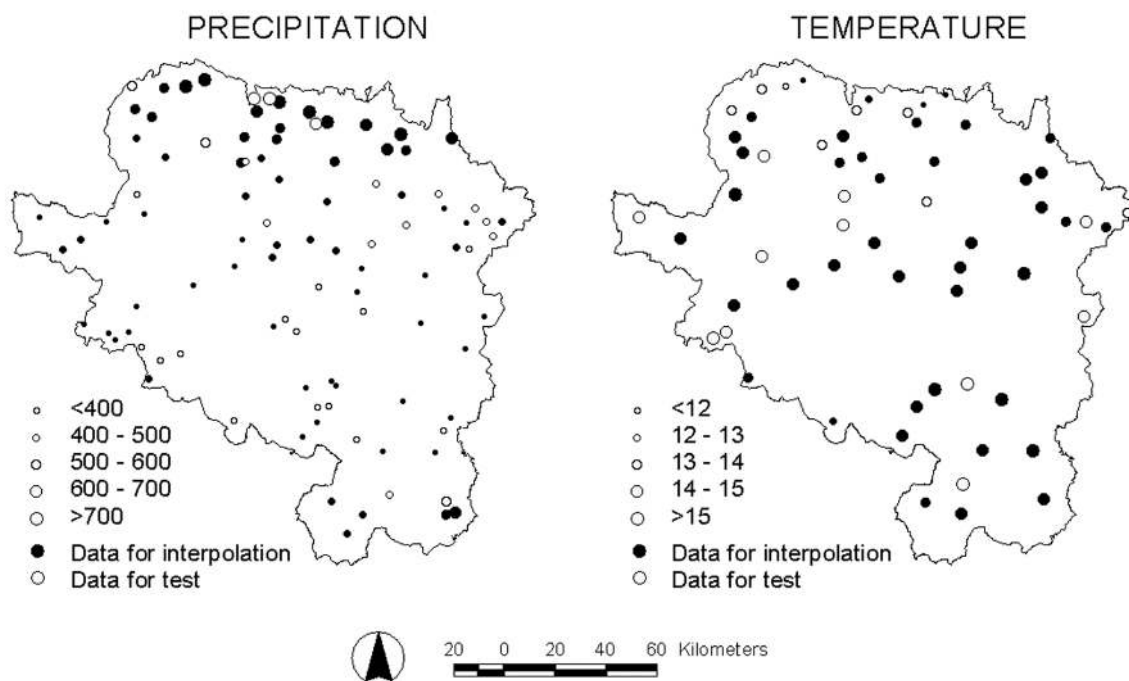 PRECIPITATION
TEMPERATURE
<400
400 - 500
500 - 600
600 - 700
>700
Data for interpolation
Data for test
<12
12 - 13
13 - 14
14 - 15
>15
Data for interpolation
Data for test
20 0 20 40 60 Kilometers